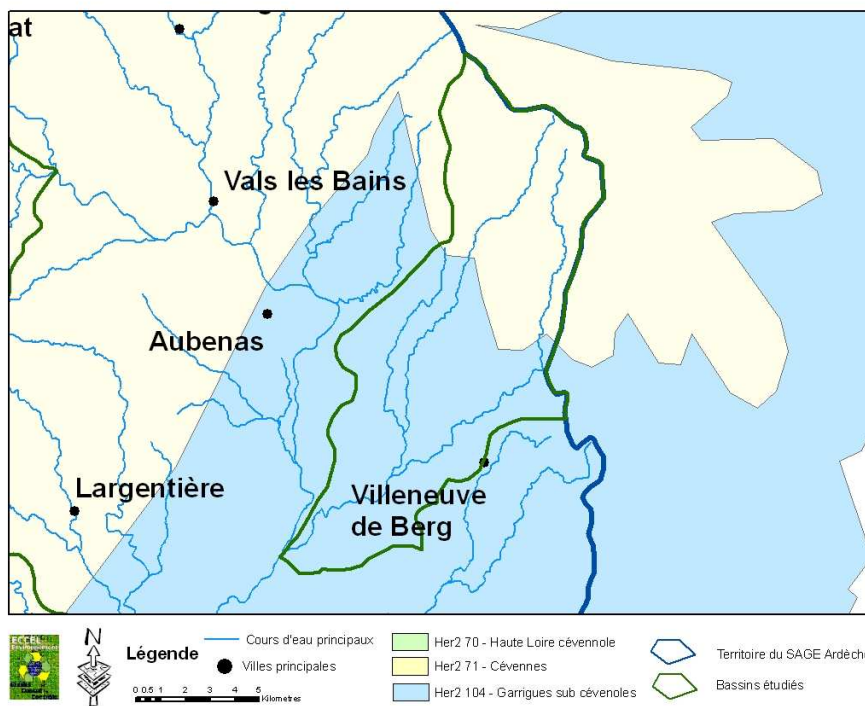 at
Vals les Bains
Aubenas
Largentière
Villeneuve
de Berg
ECCEL
Environnement
N
Légende
Cours d'eau principaux
Villes principales
0 0.5 1 2 3 4 5
Kilometres
Her2 70 - Haute Loire cévennole
Her2 71 - Cévennes
Her2 104 - Garrigues sub cévenoles
Territoire du SAGE Ardèche
Bassins étudiés